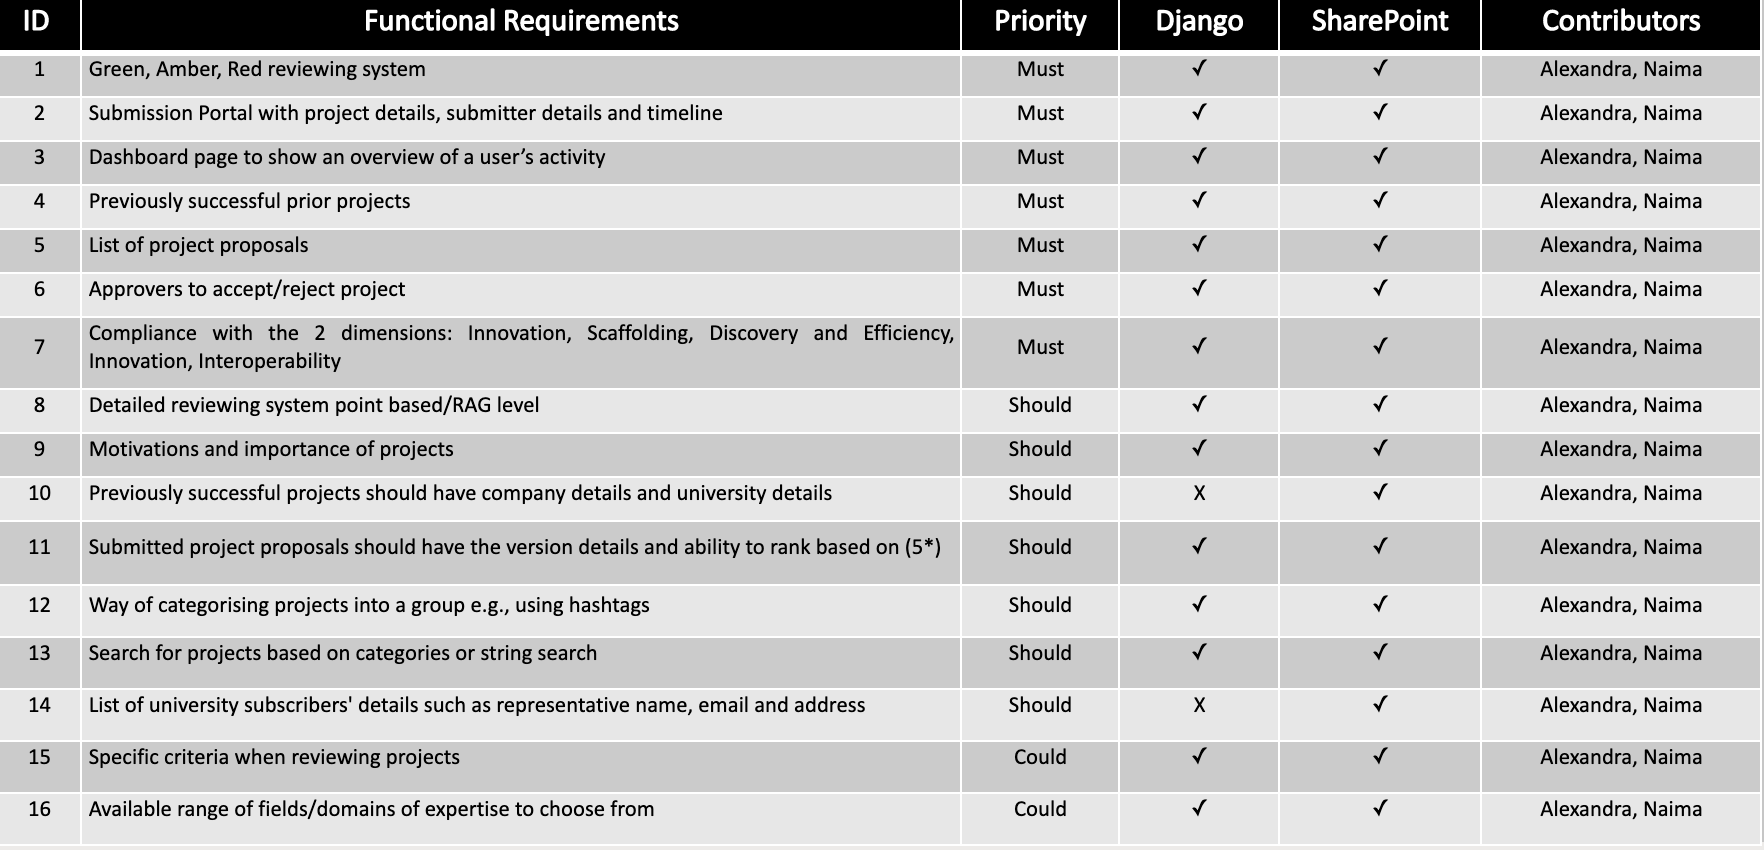 ID Functional Requirements Priority Django SharePoint Contributors
1 Green, Amber, Red reviewing system Must ✓ ✓ Alexandra, Naima
2 Submission Portal with project details, submitter details and timeline Must ✓ ✓ Alexandra, Naima
3 Dashboard page to show an overview of a user’s activity Must ✓ ✓ Alexandra, Naima
4 Previously successful prior projects Must ✓ ✓ Alexandra, Naima
5 List of project proposals Must ✓ ✓ Alexandra, Naima
6 Approvers to accept/reject project Must ✓ ✓ Alexandra, Naima
7 Compliance with the 2 dimensions: Innovation, Scaffolding, Discovery and Efficiency, Must ✓ ✓ Alexandra, Naima
Innovation, Interoperability
8 Detailed reviewing system point based/RAG level Should ✓ ✓ Alexandra, Naima
9 Motivations and importance of projects Should ✓ ✓ Alexandra, Naima
10 Previously successful projects should have company details and university details Should X ✓ Alexandra, Naima
11 Submitted project proposals should have the version details and ability to rank based on (5*) Should ✓ ✓ Alexandra, Naima
12 Way of categorising projects into a group e.g., using hashtags Should ✓ ✓ Alexandra, Naima
13 Search for projects based on categories or string search Should ✓ ✓ Alexandra, Naima
14 List of university subscribers' details such as representative name, email and address Should X ✓ Alexandra, Naima
15 Specific criteria when reviewing projects Could ✓ ✓ Alexandra, Naima
16 Available range of fields/domains of expertise to choose from Could ✓ ✓ Alexandra, Naima